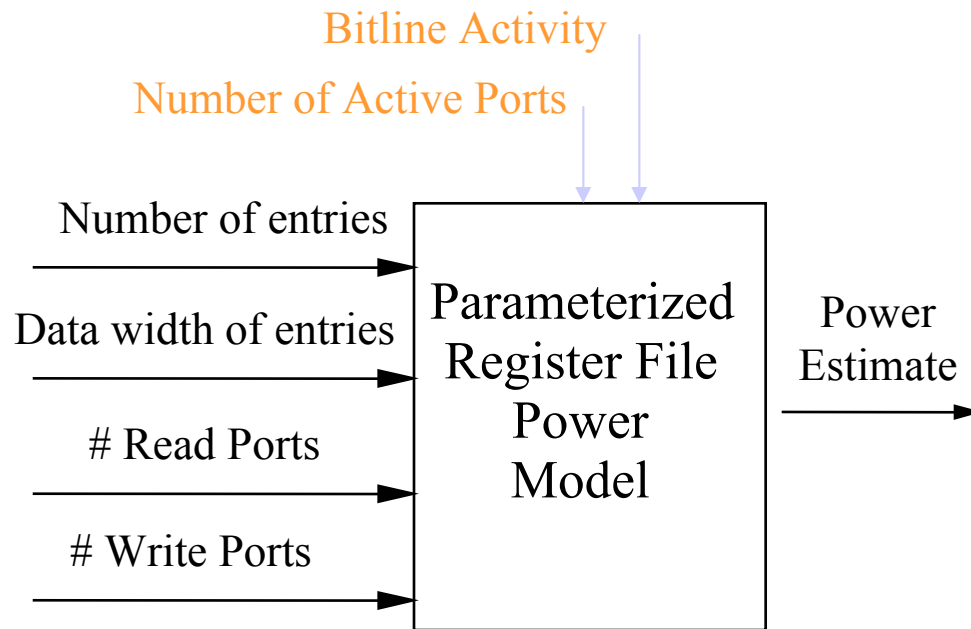 Bitline Activity
Number of Active Ports
Number of entries
Data width of entries
# Read Ports
# Write Ports
Parameterized
Register File
Power
Model
Power
Estimate